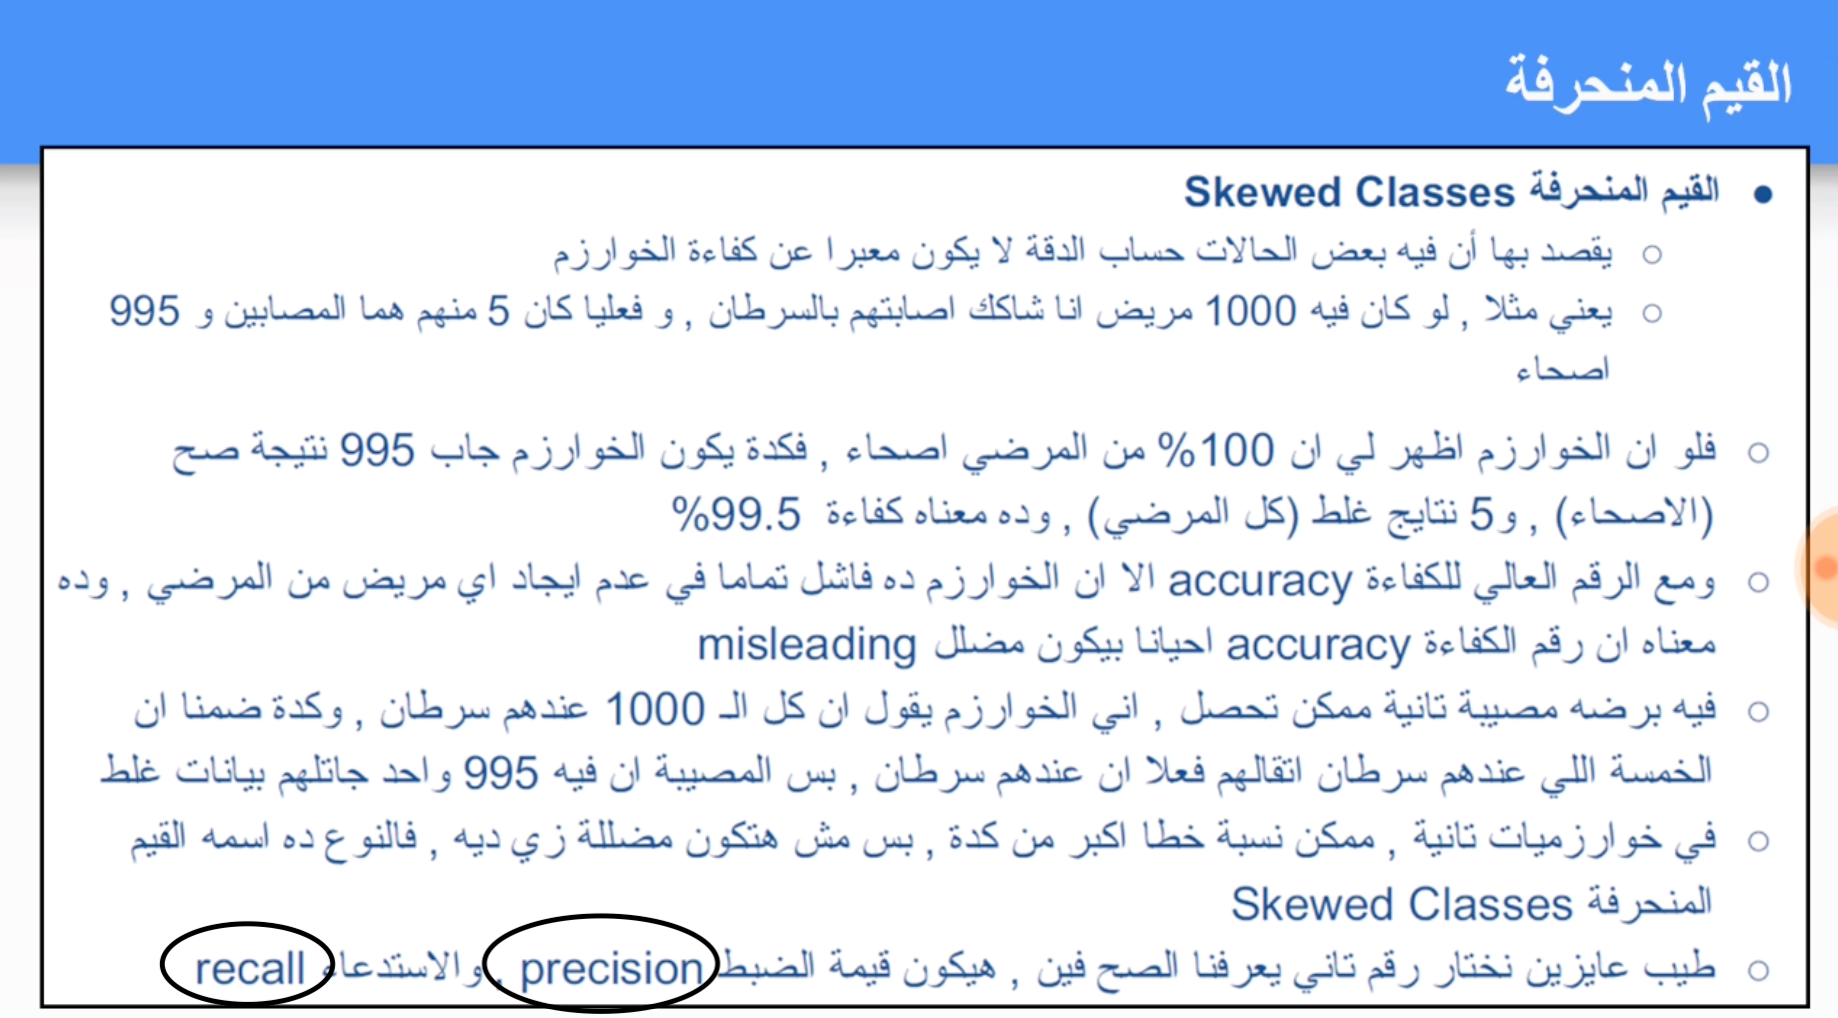 القيم المنحرفة
القيم المنحرفة Skewed Classes
يقصد بها أن فيه بعض الحالات حساب الدقة لا يكون معبرا عن كفاءة الخوارزم
يعني مثلا , لو كان فيه 1000 مريض انا شاكك اصابتهم بالسرطان , و فعليا كان 5 منهم هما المصابين و 995
اصحاء
فلو ان الخوارزم اظهر لي ان 100% من المرضي اصحاء , فكدة يكون الخوارزم جاب 995 نتيجة صح
(الاصحاء) , و5 نتايج غلط (كل المرضي) , وده معناه كفاءة 99.5%
ومع الرقم العالي للكفاءة accuracy الا ان الخوارزم ده فاشل تماما في عدم ايجاد اي مريض من المرضي , وده
معناه ان رقم الكفاءة accuracy احيانا بيكون مضلل misleading
فيه برضه مصيبة تانية ممكن تحصل , اني الخوارزم يقول ان كل الـ 1000 عندهم سرطان , وكدة ضمنا ان
الخمسة اللي عندهم سرطان اتقالهم فعلا ان عندهم سرطان , بس المصيبة ان فيه 995 واحد جاتلهم بيانات غلط
في خوارزميات تانية , ممكن نسبة خطا اكبر من كدة , بس مش هتكون مضللة زي ديه , فالنوع ده اسمه القيم
المنحرفة Skewed Classes
طيب عايزين نختار رقم تاني يعرفنا الصح فين , هيكون قيمة الضبط precision , والاستدعاء recall